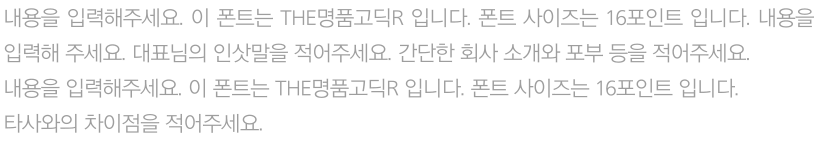 내용을 입력해주세요. 이 폰트는 THE명품고딕R 입니다. 폰트 사이즈는 16포인트 입니다. 내용을
입력해 주세요. 대표님의 인삿말을 적어주세요. 간단한 회사 소개와 포부 등을 적어주세요.
내용을 입력해주세요. 이 폰트는 THE명품고딕R 입니다. 폰트 사이즈는 16포인트 입니다.
타사와의 차이점을 적어주세요.